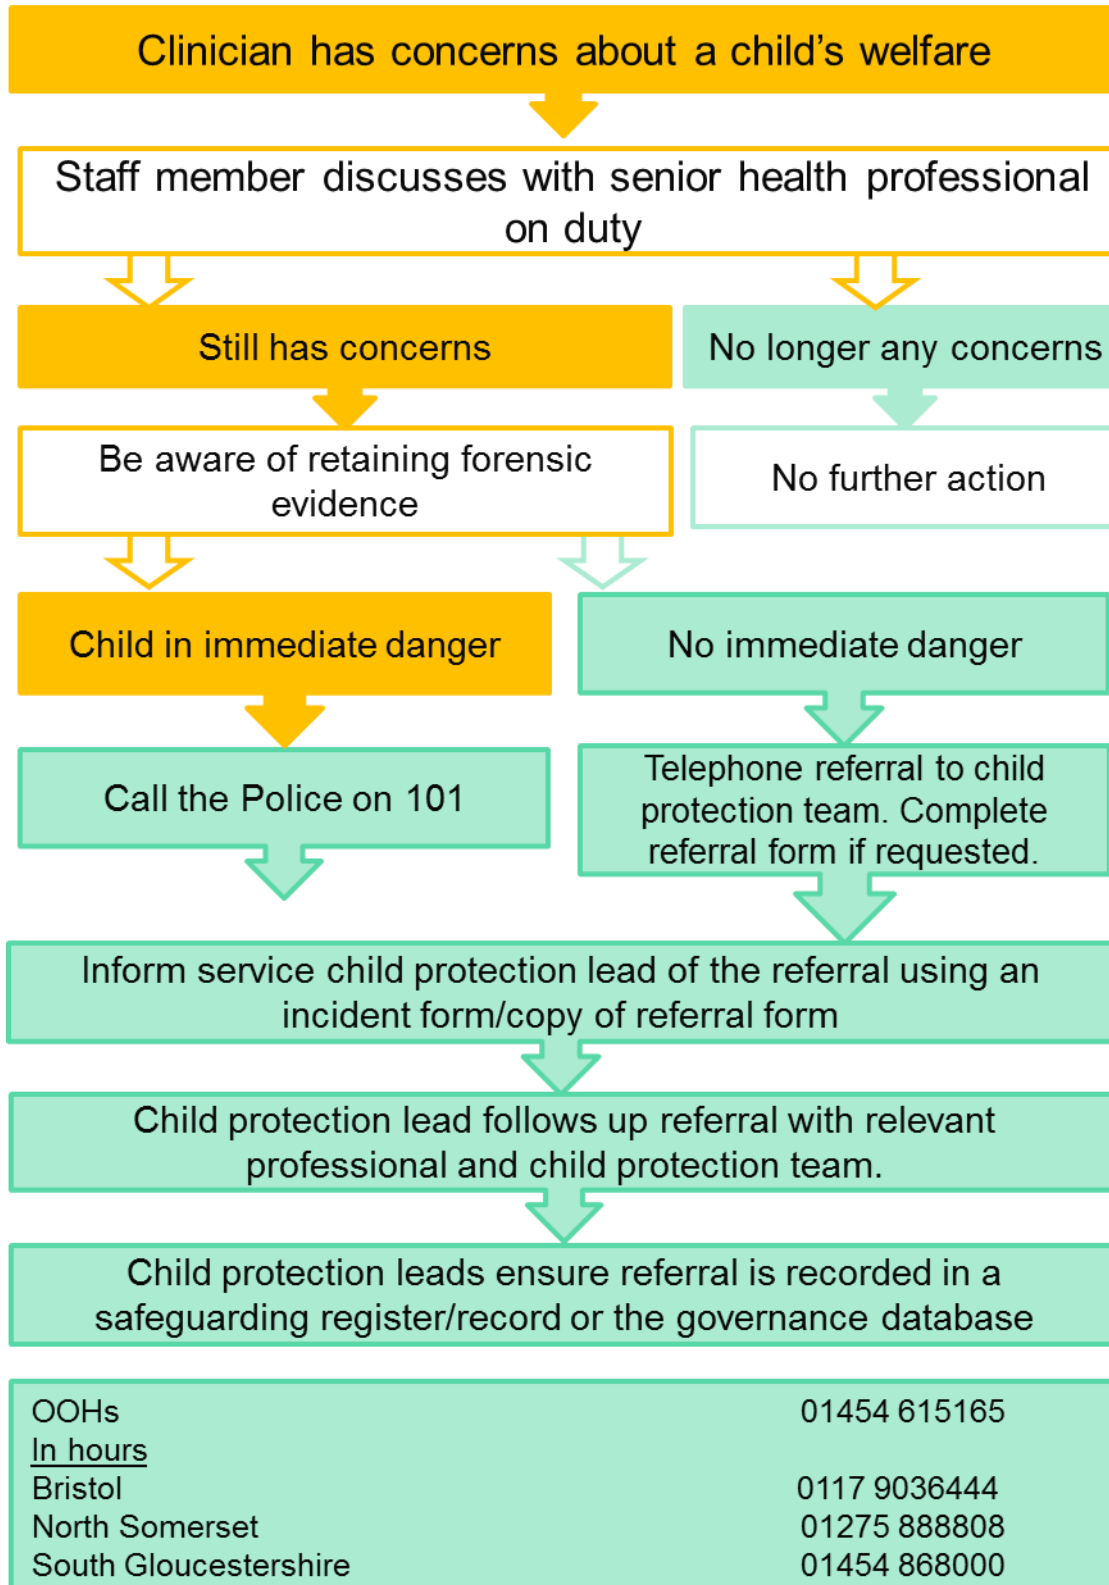 Clinician has concerns about a child's welfare
Staff member discusses with senior health professional
on duty
Still has concerns
No longer any concerns
Be aware of retaining forensic
evidence
No further action
Child in immediate danger
No immediate danger
Call the Police on 101
Telephone referral to child
protection team. Complete
referral form if requested.
Inform service child protection lead of the referral using an
incident form/copy of referral form
Child protection lead follows up referral with relevant
professional and child protection team.
Child protection leads ensure referral is recorded in a
safeguarding register/record or the governance database
OOHs 01454 615165
In hours
Bristol 0117 9036444
North Somerset 01275 888808
South Gloucestershire 01454 868000